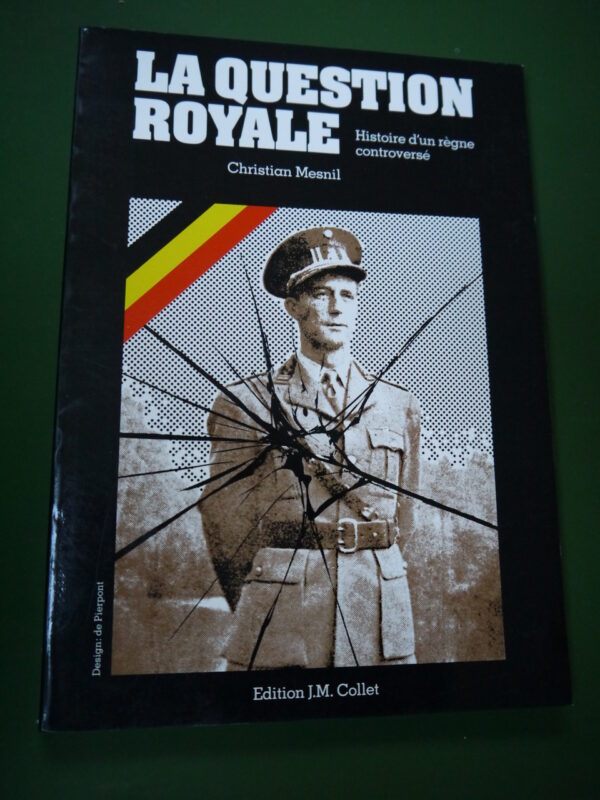 LA QUESTION
ROYALE
Histoire d'un règne
controversé
Christian Mesnil
Design: de Pierpont
Edition J.M. Collet